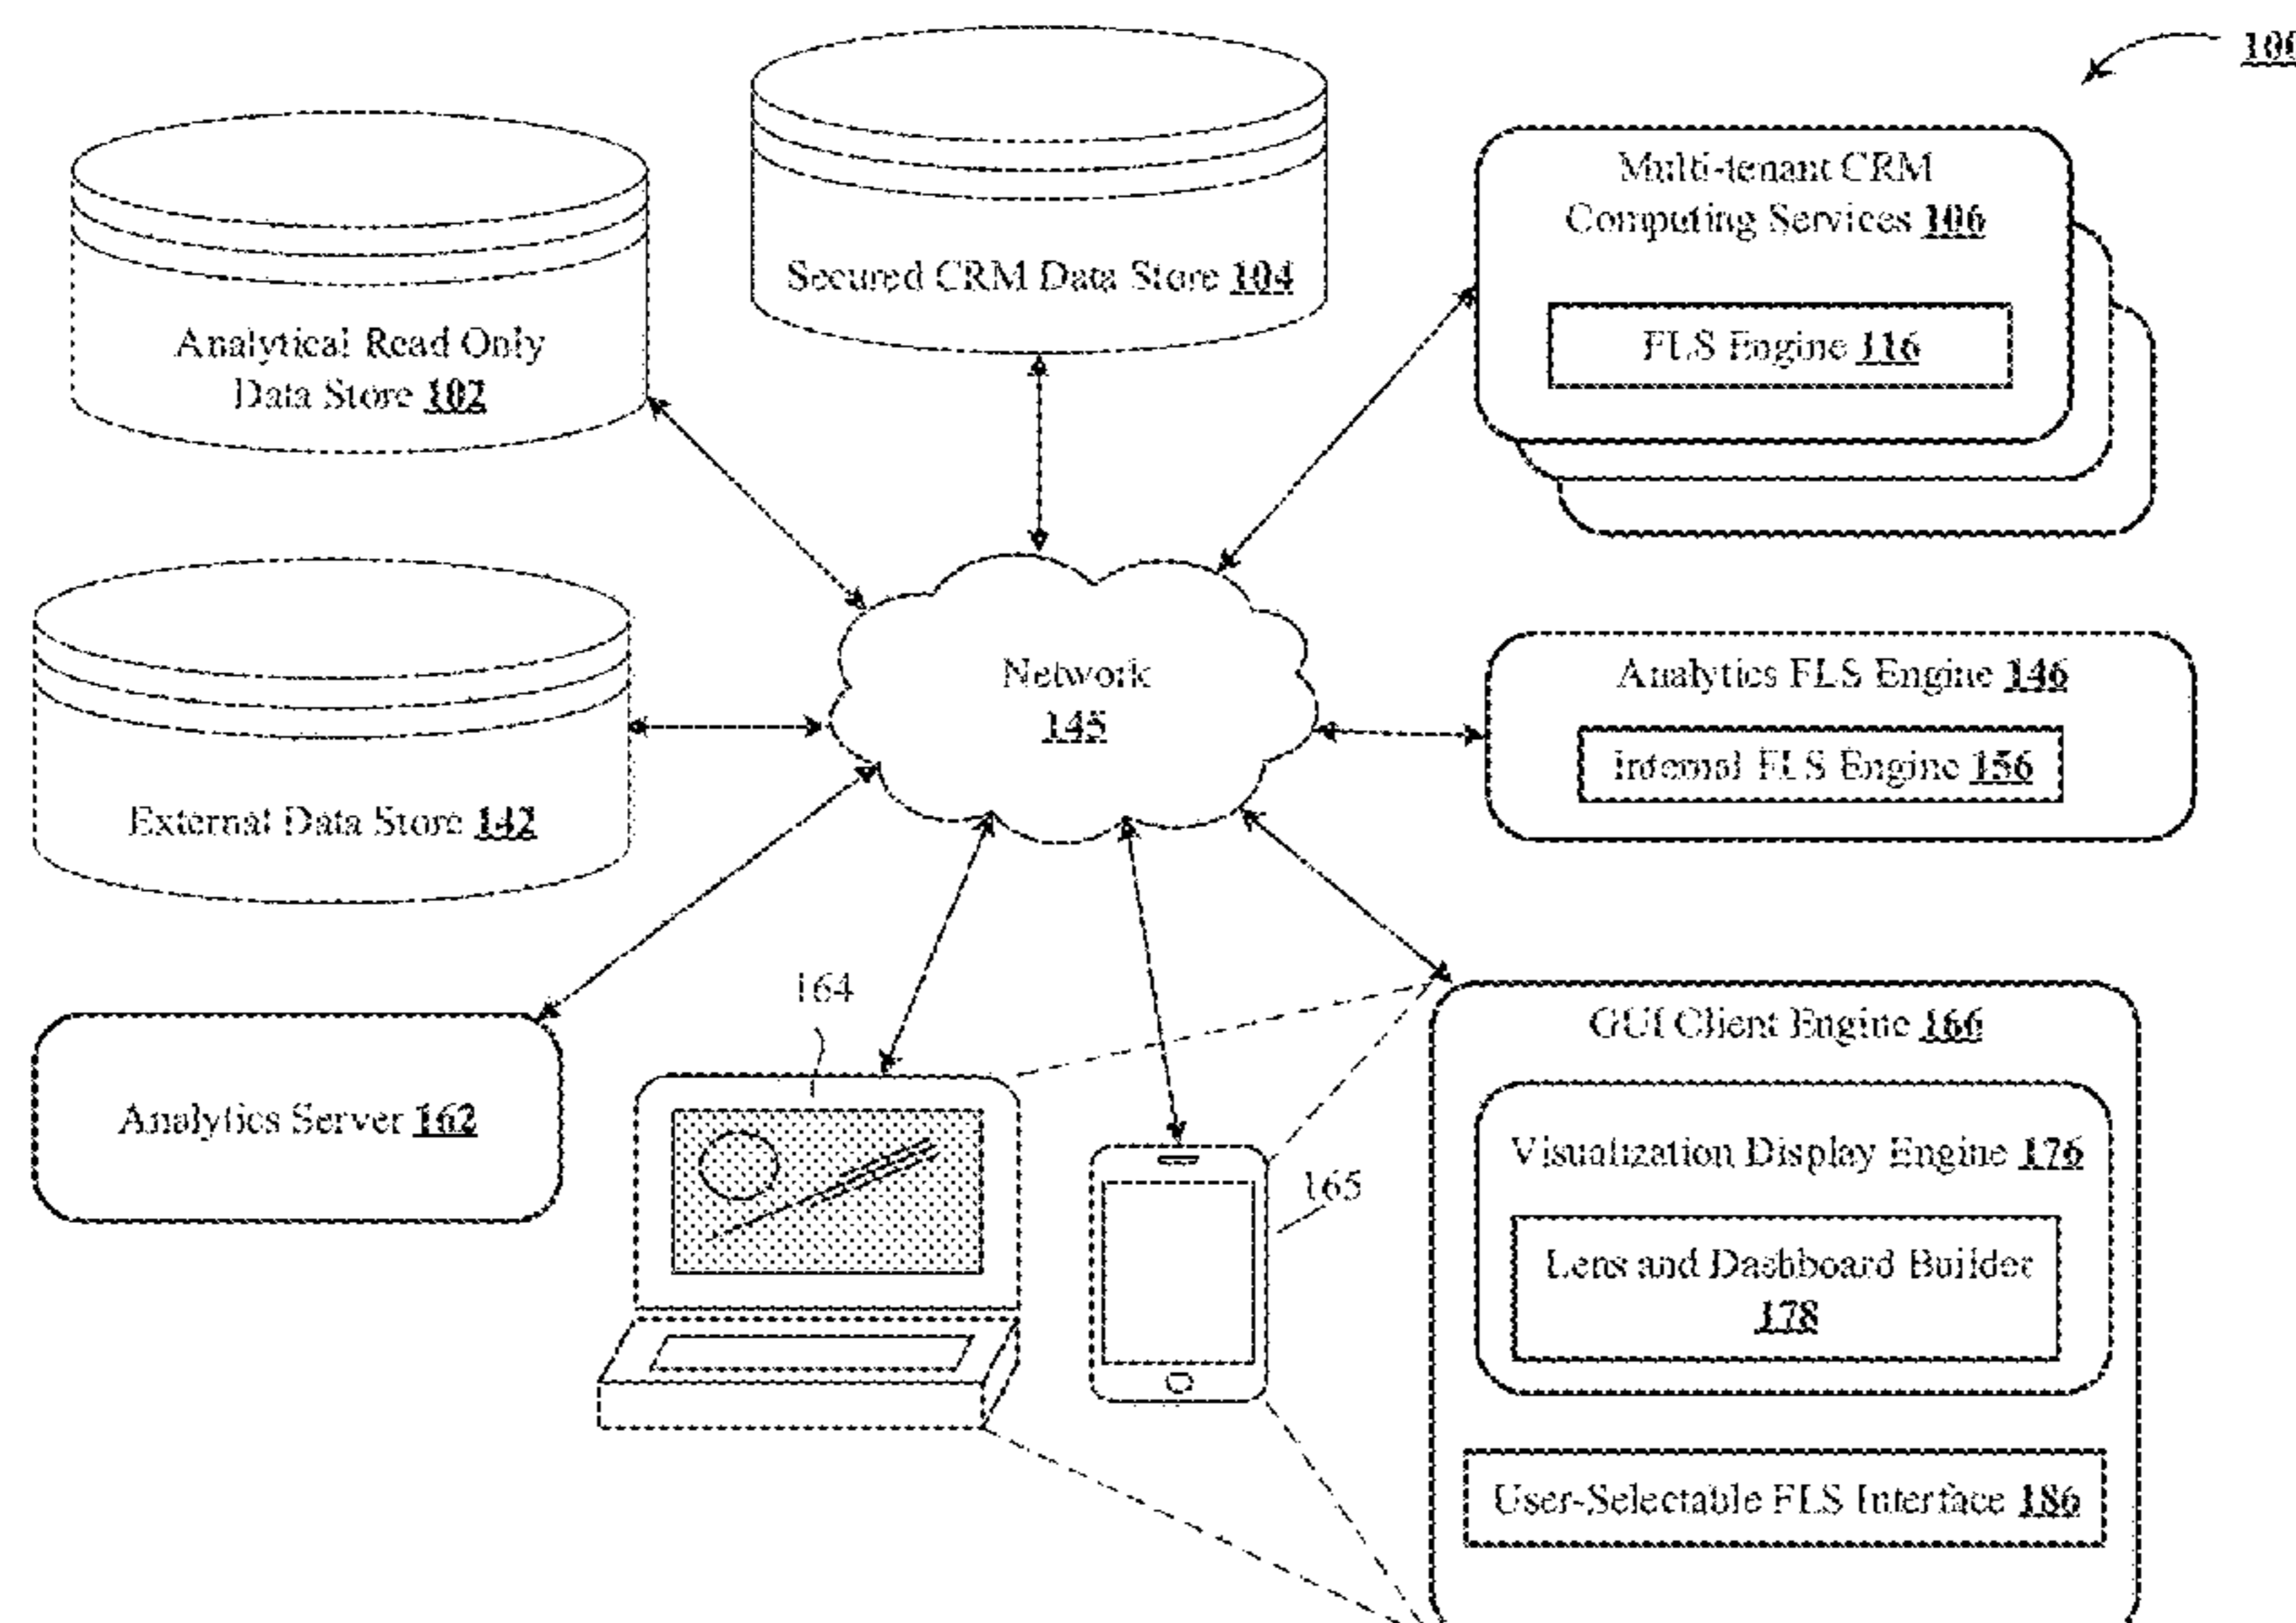 100
Multi-tenant CRM
Computing Services 106
FLS Engine 116
Secured CRM Data Store 104
Analytical Read Only
Data Store 102
Network
145
Analytics FLS Engine 146
Internal FLS Engine 156
External Data Store 142
164
GUI Client Engine 166
Analytics Server 162
Visualization Display Engine 176
165
Lens and Dashboard Builder
178
User-Selectable FLS Interface 186